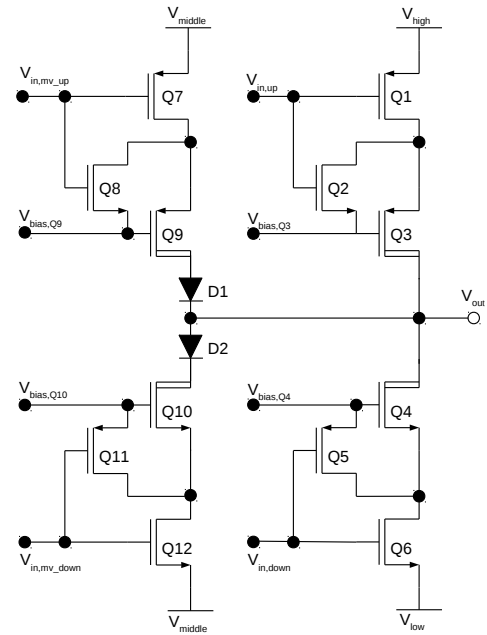 V_middle
V_high
V_in,mv_up
Q7
V_in,up
Q1
Q8
Q2
V_bias,Q9
Q9
V_bias,Q3
Q3
D1
V_out
D2
V_bias,Q10
Q10
V_bias,Q4
Q4
Q11
Q5
Q12
Q6
V_in,mv_down
V_in,down
V_middle
V_low